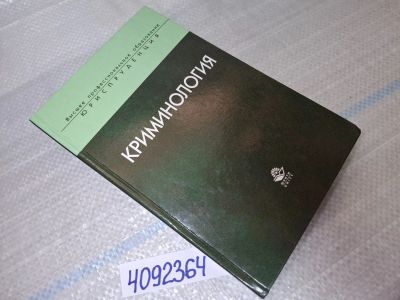 Высшее профессиональное образование
ЮРИСПРУДЕНЦИЯ
КРИМИНОЛОГИЯ
4092364